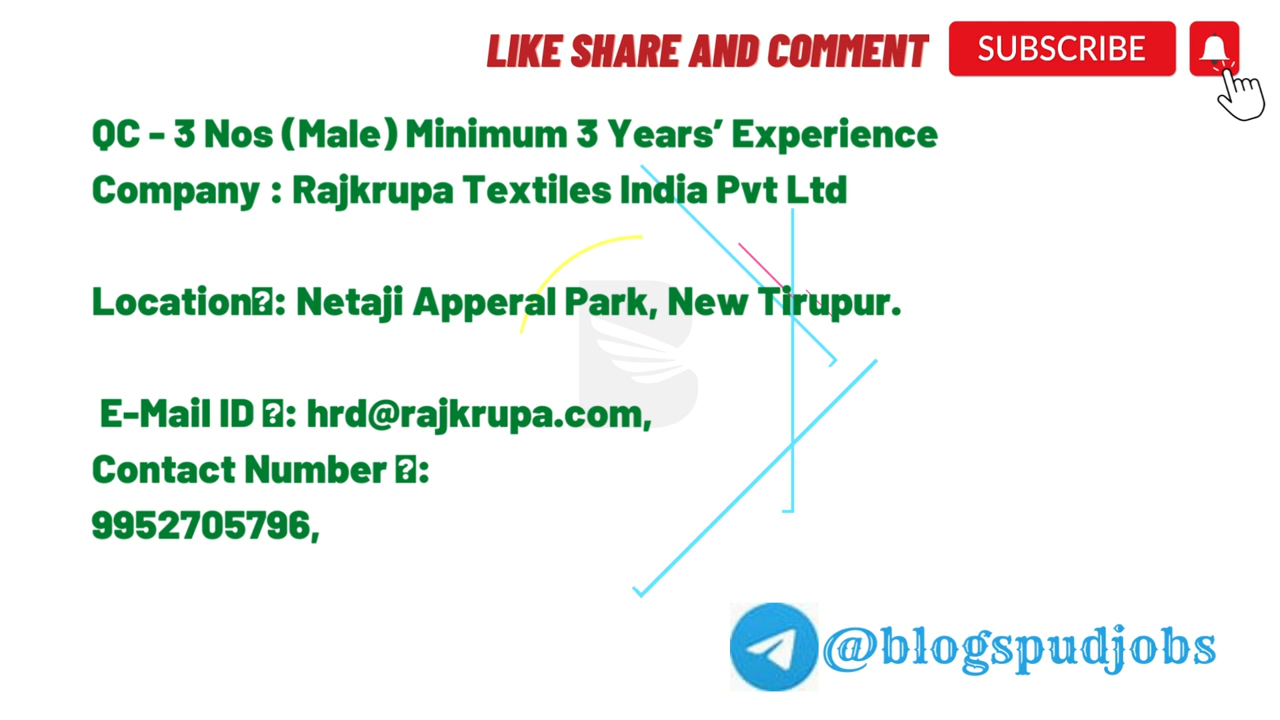 LIKE SHARE AND COMMENT
SUBSCRIBE
QC - 3 Nos (Male) Minimum 3 Years’ Experience
Company : Rajkrupa Textiles India Pvt Ltd
Location⍰: Netaji Apperal Park, New Tirupur.
E-Mail ID ⍰: hrd@rajkrupa.com,
Contact Number ⍰:
9952705796,
@blogspudjobs